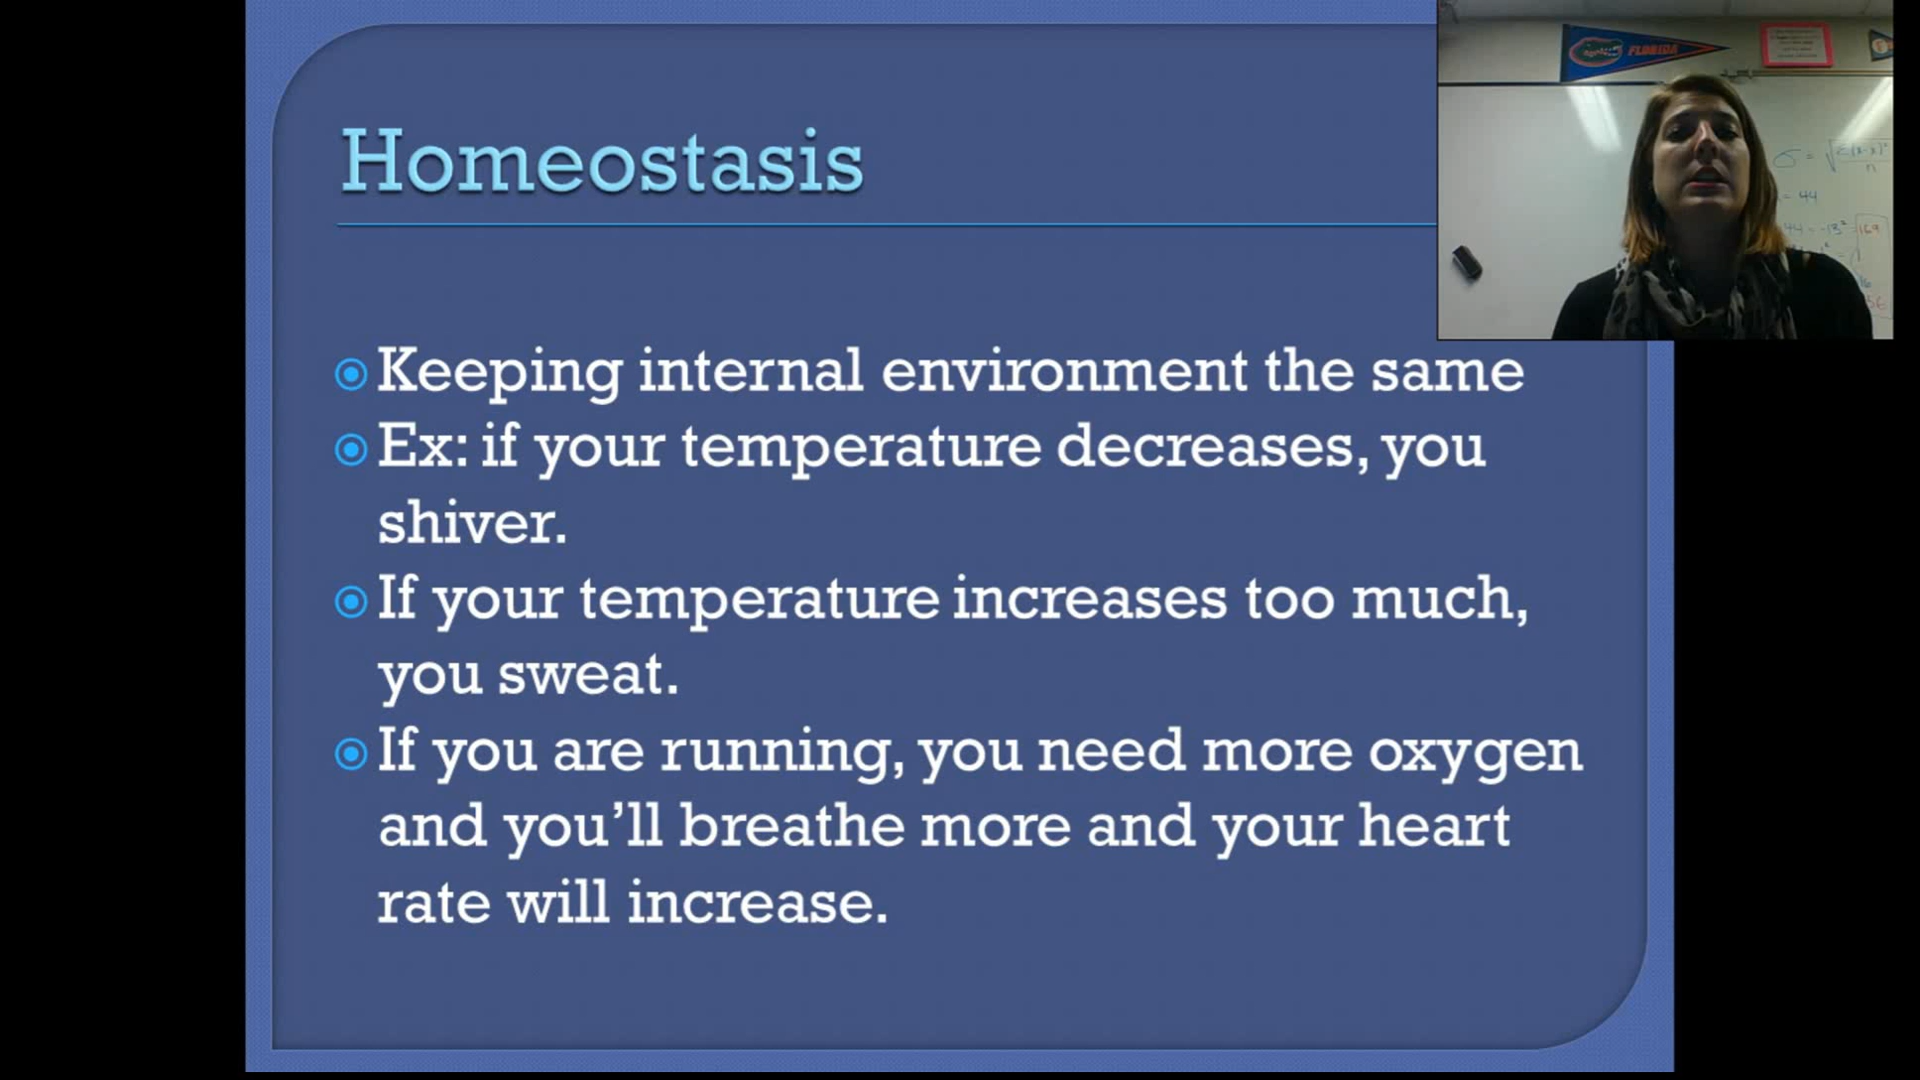 Homeostasis
Keeping internal environment the same
Ex: if your temperature decreases, you
shiver.
If your temperature increases too much,
you sweat.
If you are running, you need more oxygen
and you'll breathe more and your heart
rate will increase.
FLORIDA
= 44